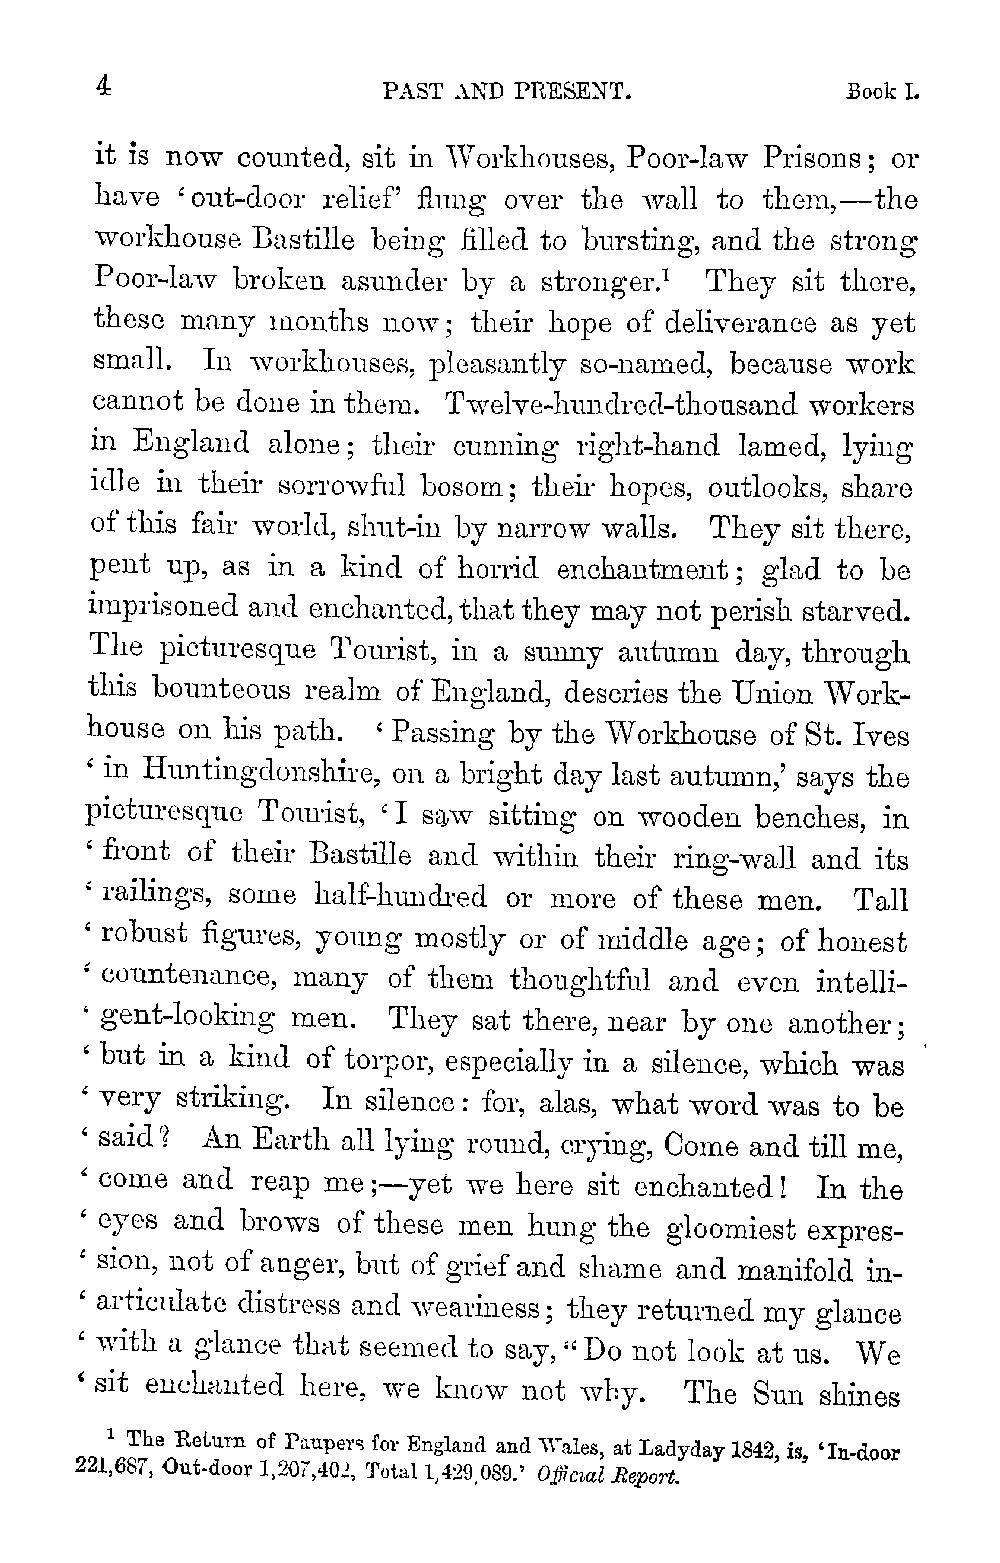 4 PAST AND PRESENT. Book I.
it is now counted, sit in Workhouses, Poor-law Prisons; or
have ‘out-door relief’ flung over the wall to them,—the
workhouse Bastille being filled to bursting, and the strong
Poor-law broken asunder by a stronger.¹ They sit there,
these many months now; their hope of deliverance as yet
small. In workhouses, pleasantly so-named, because work
cannot be done in them. Twelve-hundred-thousand workers
in England alone; their cunning right-hand lamed, lying
idle in their sorrowful bosom; their hopes, outlooks, share
of this fair world, shut-in by narrow walls. They sit there,
pent up, as in a kind of horrid enchantment; glad to be
imprisoned and enchanted, that they may not perish starved.
The picturesque Tourist, in a sunny autumn day, through
this bounteous realm of England, descries the Union Work-
house on his path. ‘Passing by the Workhouse of St. Ives
‘in Huntingdonshire, on a bright day last autumn,’ says the
picturesque Tourist, ‘I saw sitting on wooden benches, in
‘front of their Bastille and within their ring-wall and its
‘railings, some half-hundred or more of these men. Tall
‘robust figures, young mostly or of middle age; of honest
‘countenance, many of them thoughtful and even intelli-
‘gent-looking men. They sat there, near by one another;
‘but in a kind of torpor, especially in a silence, which was
‘very striking. In silence: for, alas, what word was to be
‘said? An Earth all lying round, crying, Come and till me,
‘come and reap me;—yet we here sit enchanted! In the
‘eyes and brows of these men hung the gloomiest expres-
‘sion, not of anger, but of grief and shame and manifold in-
‘articulate distress and weariness; they returned my glance
‘with a glance that seemed to say, “Do not look at us. We
‘sit enchanted here, we know not why. The Sun shines
¹ The Return of Paupers for England and Wales, at Ladyday 1842, is, ‘In-door
221,687, Out-door 1,207,402, Total 1,429,089.’ Official Report.